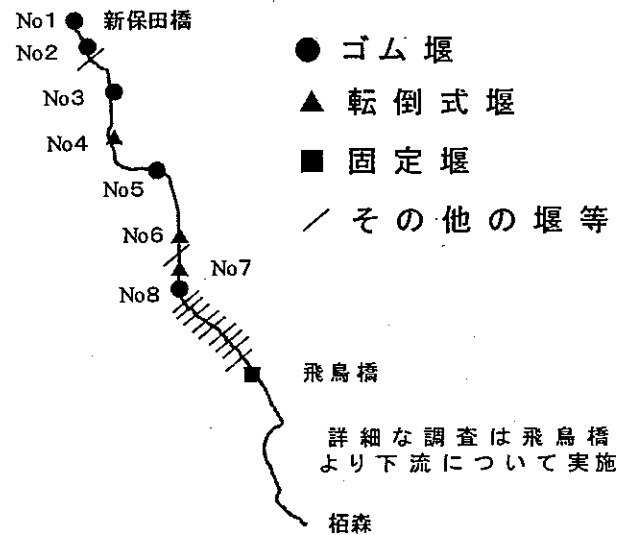 No1 新保田橋
No2
No3
No4
No5
No6
No7
No8
● ゴム堰
▲ 転倒式堰
■ 固定堰
／ その他の堰等
飛鳥橋
詳細な調査は飛鳥橋
より下流について実施
栢森